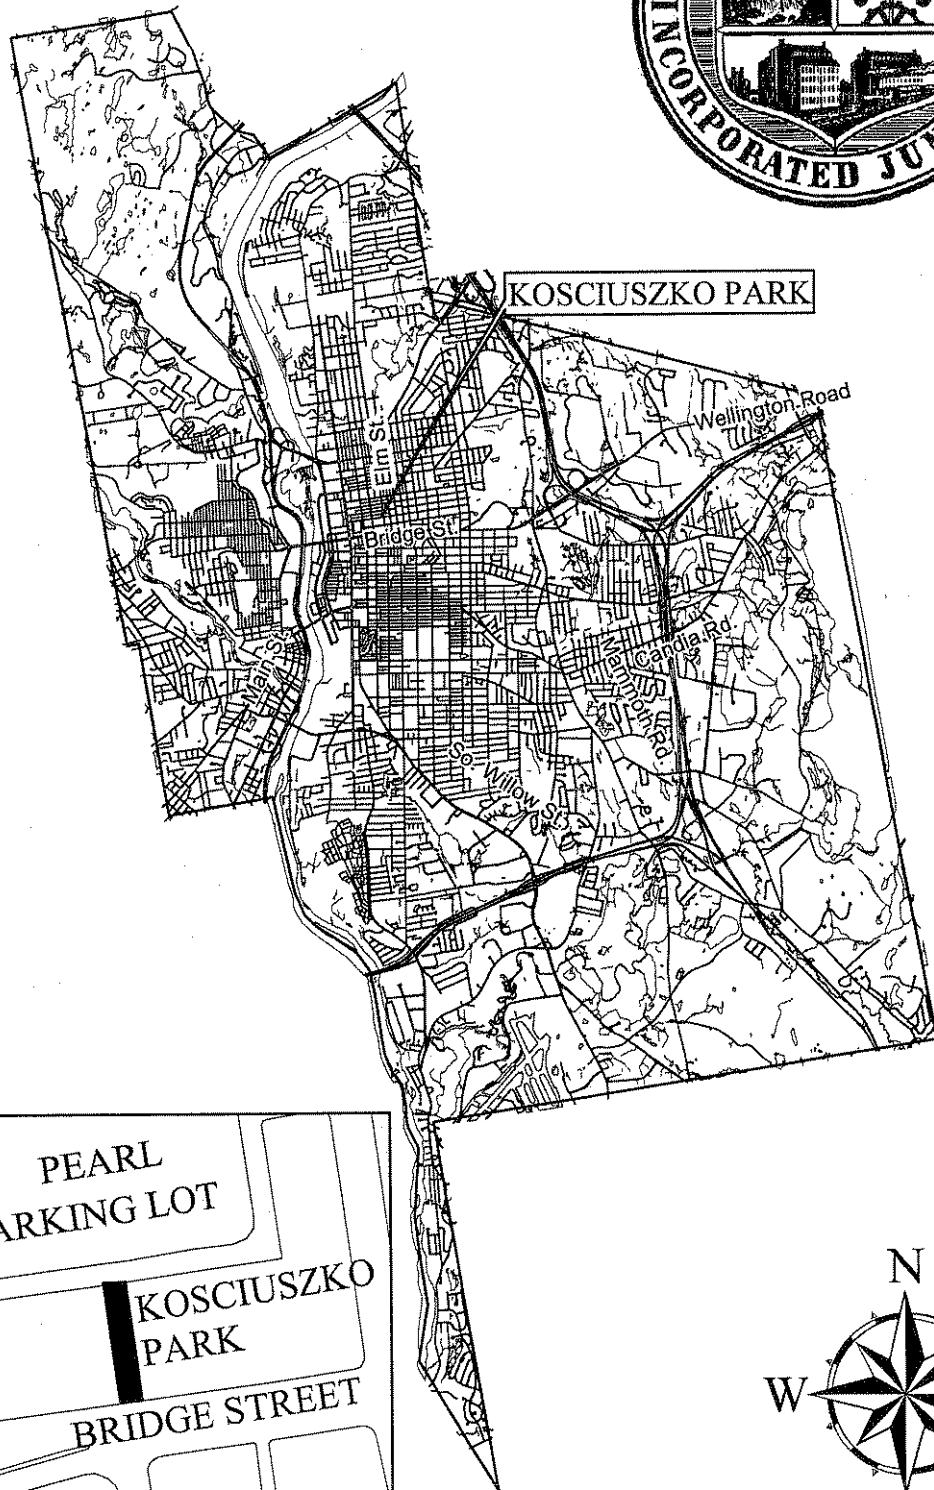 INCORPORATED JUN
KOSCIUSZKO PARK
Wellington Road
Elm St.
Bridge St.
Candia Rd.
Mammoth Rd.
Main St.
So. Willow St.
PEARL
ARKING LOT
KOSCIUSZKO
PARK
BRIDGE STREET
N
W